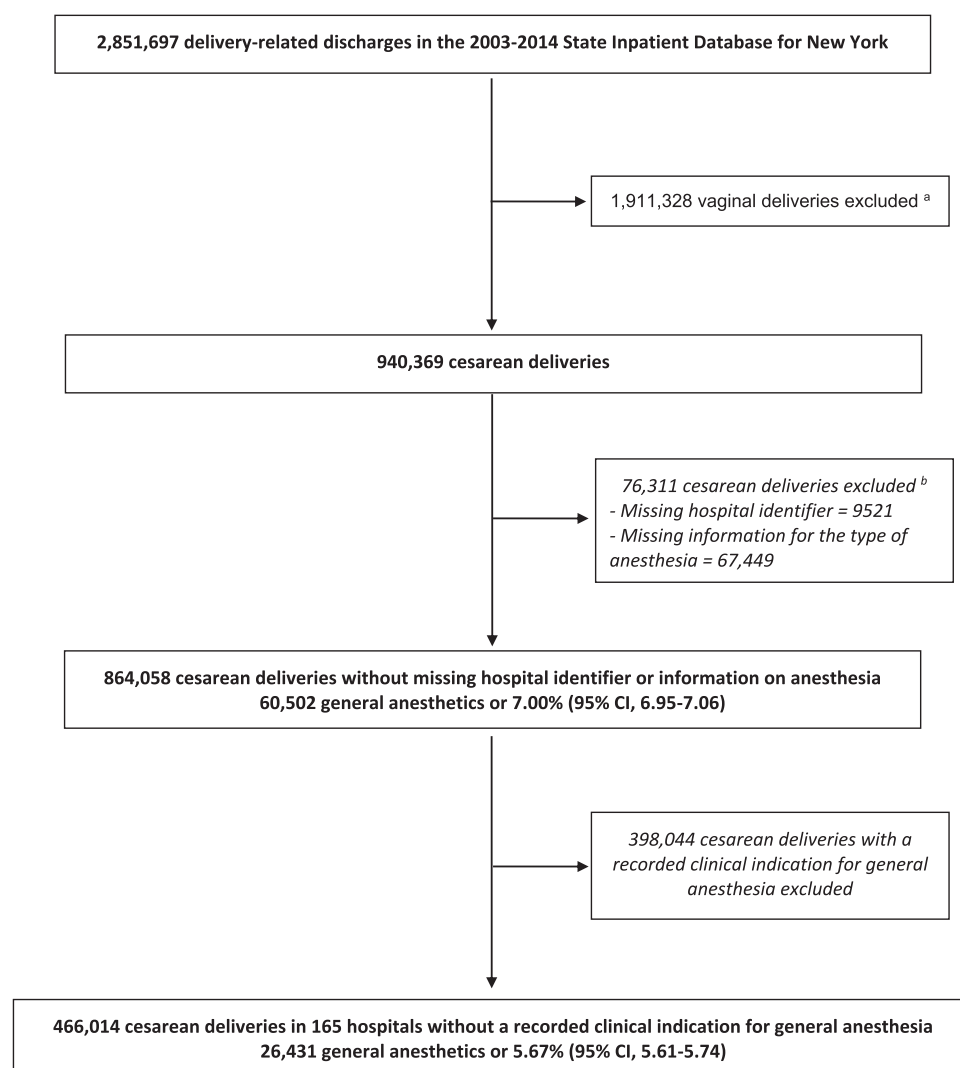 2,851,697 delivery-related discharges in the 2003-2014 State Inpatient Database for New York
1,911,328 vaginal deliveries excluded a
940,369 cesarean deliveries
76,311 cesarean deliveries excluded b
- Missing hospital identifier = 9521
- Missing information for the type of
anesthesia = 67,449
864,058 cesarean deliveries without missing hospital identifier or information on anesthesia
60,502 general anesthetics or 7.00% (95% CI, 6.95-7.06)
398,044 cesarean deliveries with a
recorded clinical indication for general
anesthesia excluded
466,014 cesarean deliveries in 165 hospitals without a recorded clinical indication for general anesthesia
26,431 general anesthetics or 5.67% (95% CI, 5.61-5.74)